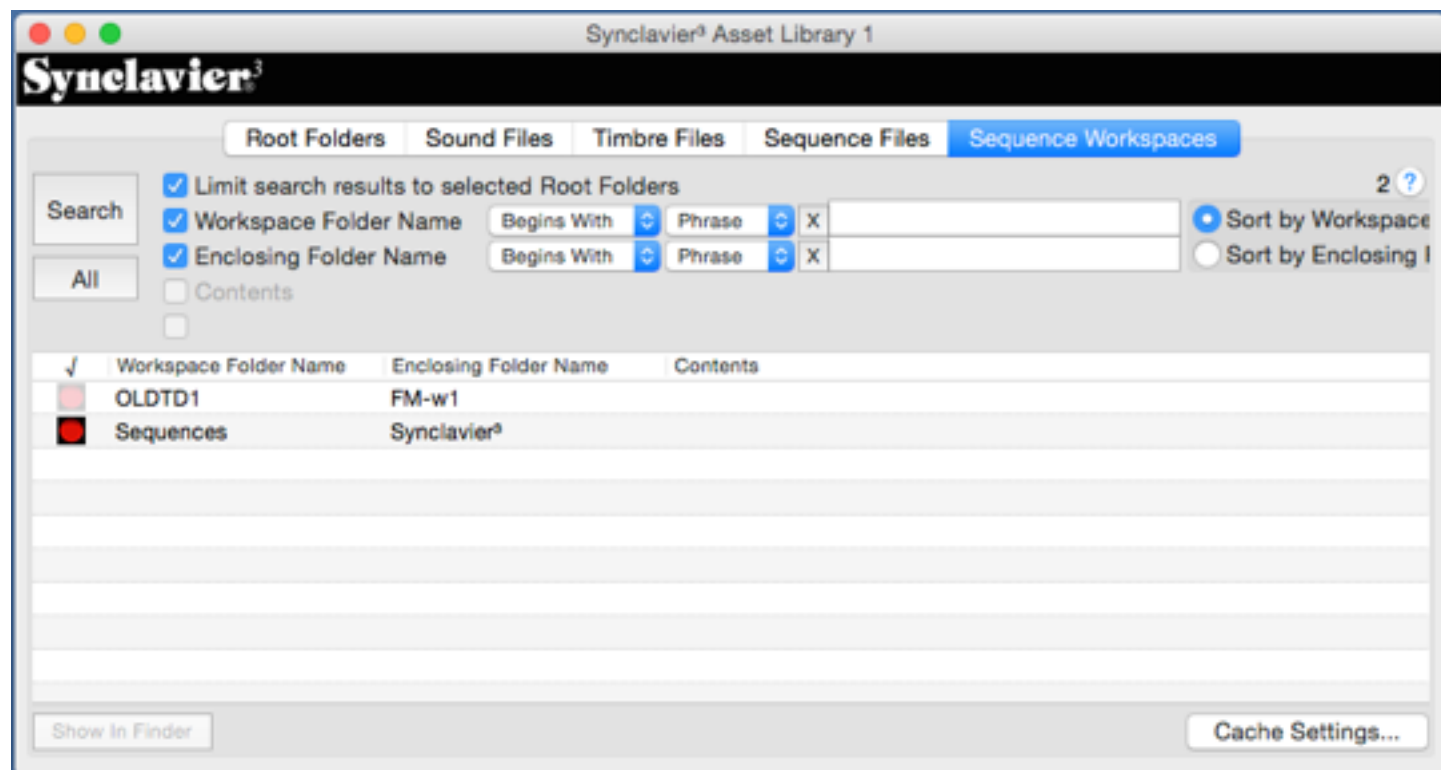 Synclavier³ Asset Library 1
Synclavier³
Root Folders Sound Files Timbre Files Sequence Files Sequence Workspaces
Search
All
Limit search results to selected Root Folders 2 ?
Workspace Folder Name Begins With Phrase X Sort by Workspace
Enclosing Folder Name Begins With Phrase X Sort by Enclosing
Contents
√ Workspace Folder Name Enclosing Folder Name Contents
OLDTD1 FM-w1
Sequences Synclavier³
Show In Finder Cache Settings...